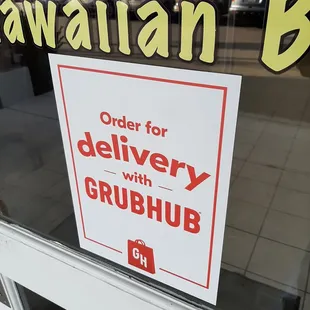 awaiian B
Order for
delivery
with
GRUBHUB
GH